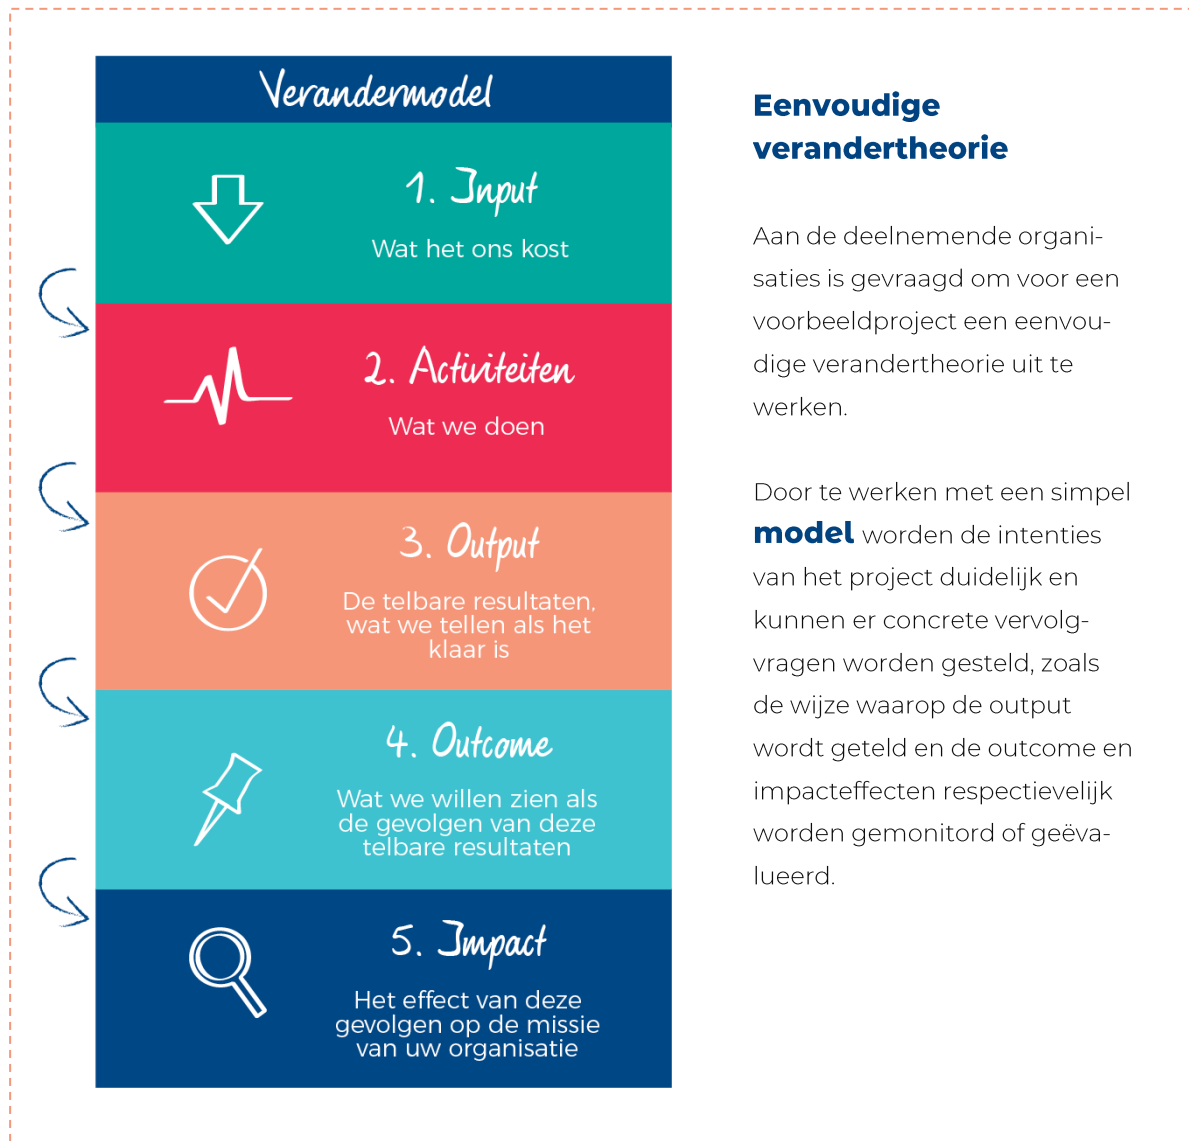 Verandermodel
1. Input
Wat het ons kost
2. Activiteiten
Wat we doen
3. Output
De telbare resultaten,
wat we tellen als het
klaar is
4. Outcome
Wat we willen zien als
de gevolgen van deze
telbare resultaten
5. Impact
Het effect van deze
gevolgen op de missie
van uw organisatie
Eenvoudige
verandertheorie
Aan de deelnemende organi-
saties is gevraagd om voor een
voorbeeldproject een eenvou-
dige verandertheorie uit te
werken.
Door te werken met een simpel
model worden de intenties
van het project duidelijk en
kunnen er concrete vervolg-
vragen worden gesteld, zoals
de wijze waarop de output
wordt geteld en de outcome en
impacteffecten respectievelijk
worden gemonitord of geëva-
lueerd.